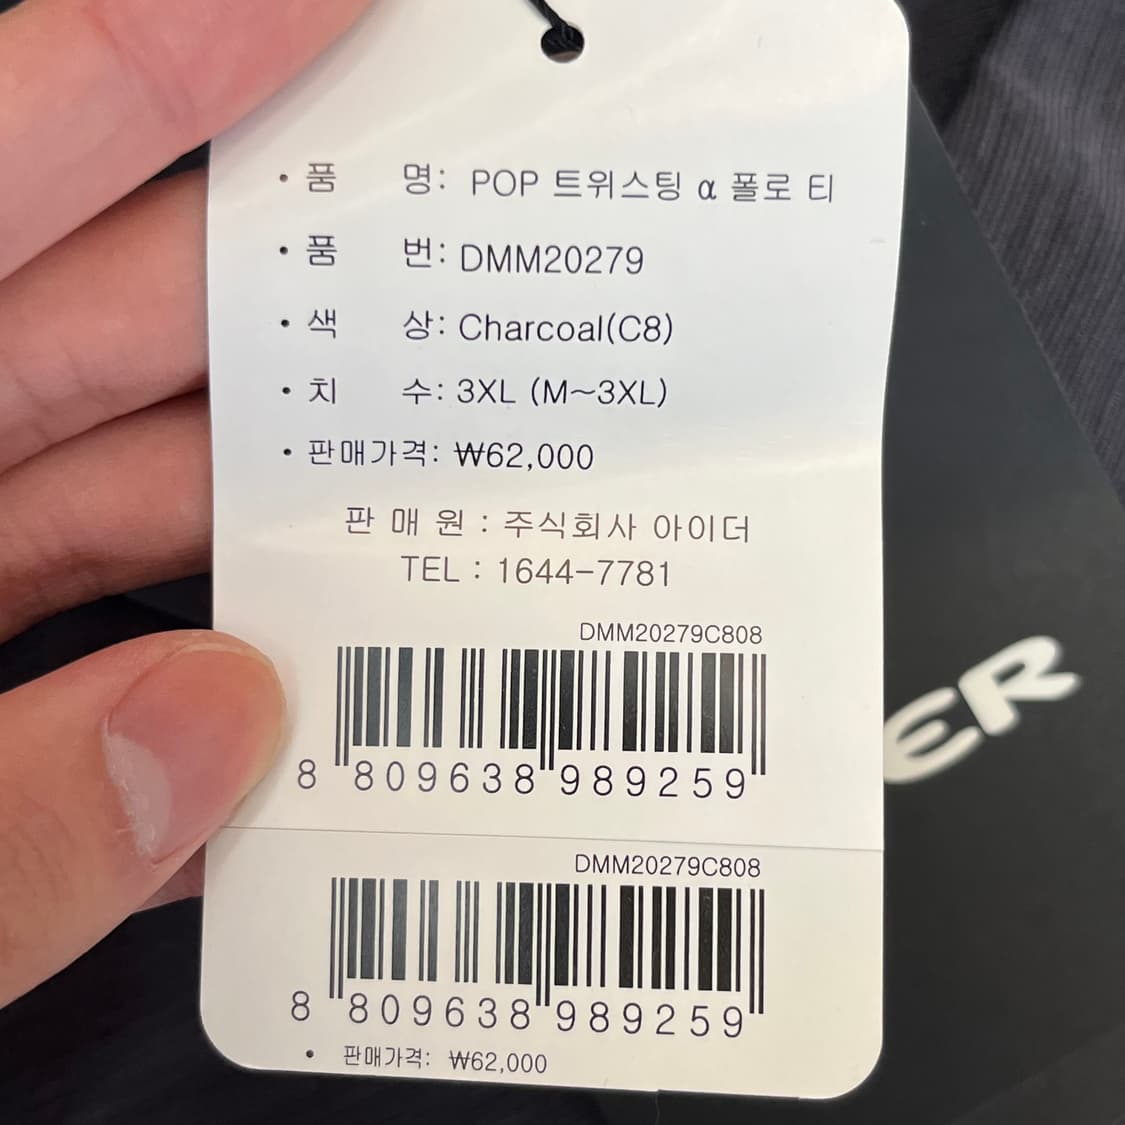 • 품 명: POP 트위스팅 α 폴로 티
• 품 번: DMM20279
• 색 상: Charcoal(C8)
• 치 수: 3XL (M~3XL)
• 판매가격: ₩62,000
판 매 원 : 주식회사 아이더
TEL : 1644-7781
DMM20279C808
8 809638 989259
ER
DMM20279C808
8 809638 989259
• 판매가격: ₩62,000